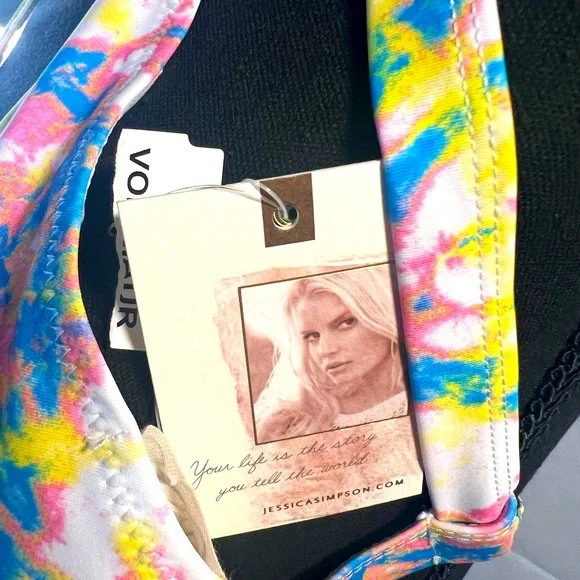 Your life is the story
you tell the world.
JESSICASIMPSON.COM